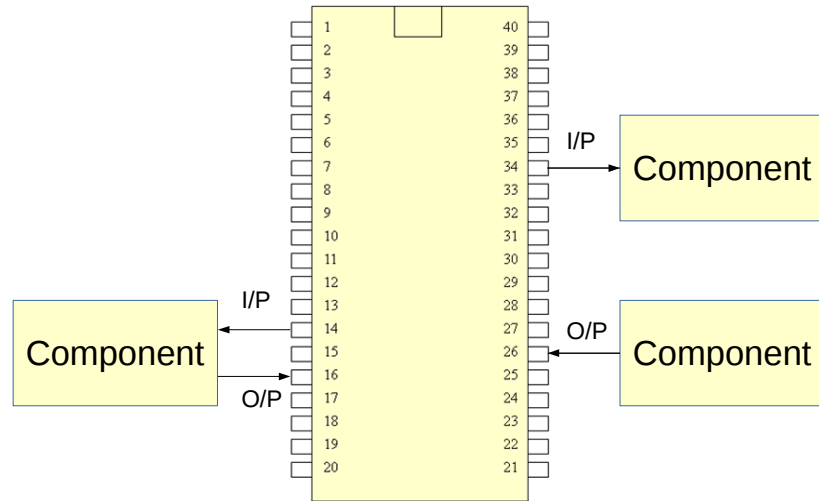 1 40
2 39
3 38
4 37
5 36
6 35
I/P
7 34
Component
8 33
9 32
10 31
11 30
12 29
I/P
13 28
14 27
O/P
Component
15 26
Component
16 25
O/P
17 24
18 23
19 22
20 21